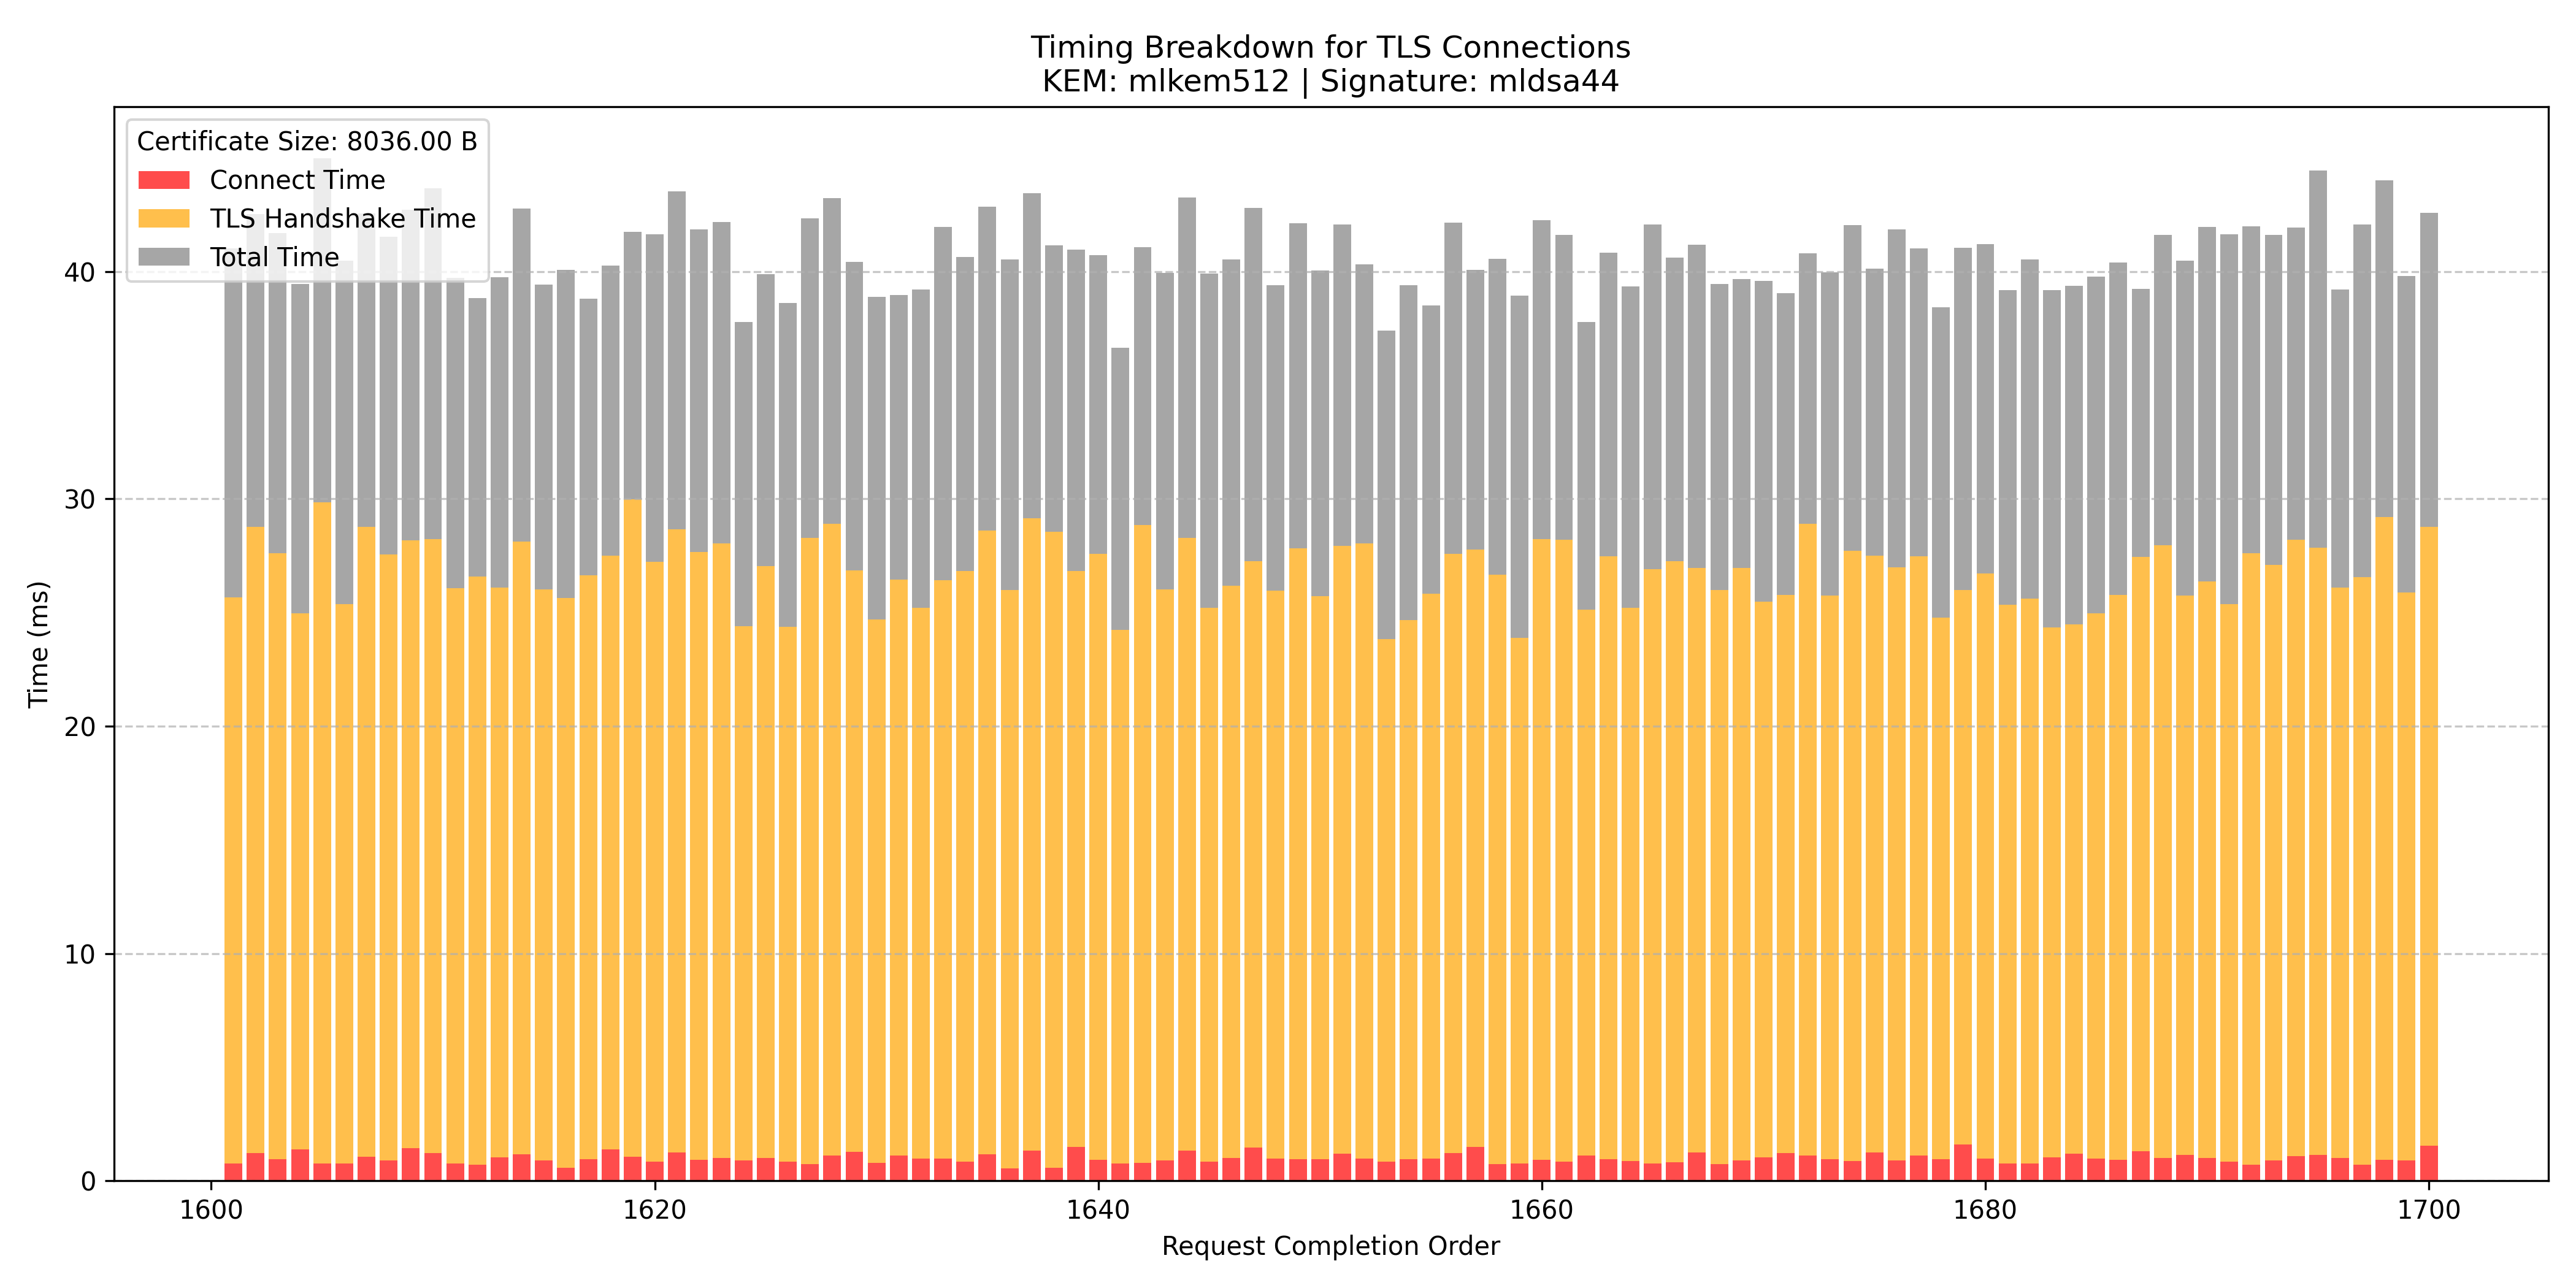 Timing Breakdown for TLS Connections
KEM: mlkem512 | Signature: mldsa44
Certificate Size: 8036.00 B
Connect Time
TLS Handshake Time
Total Time
Time (ms)
40
30
20
10
0
1600 1620 1640 1660 1680 1700
Request Completion Order